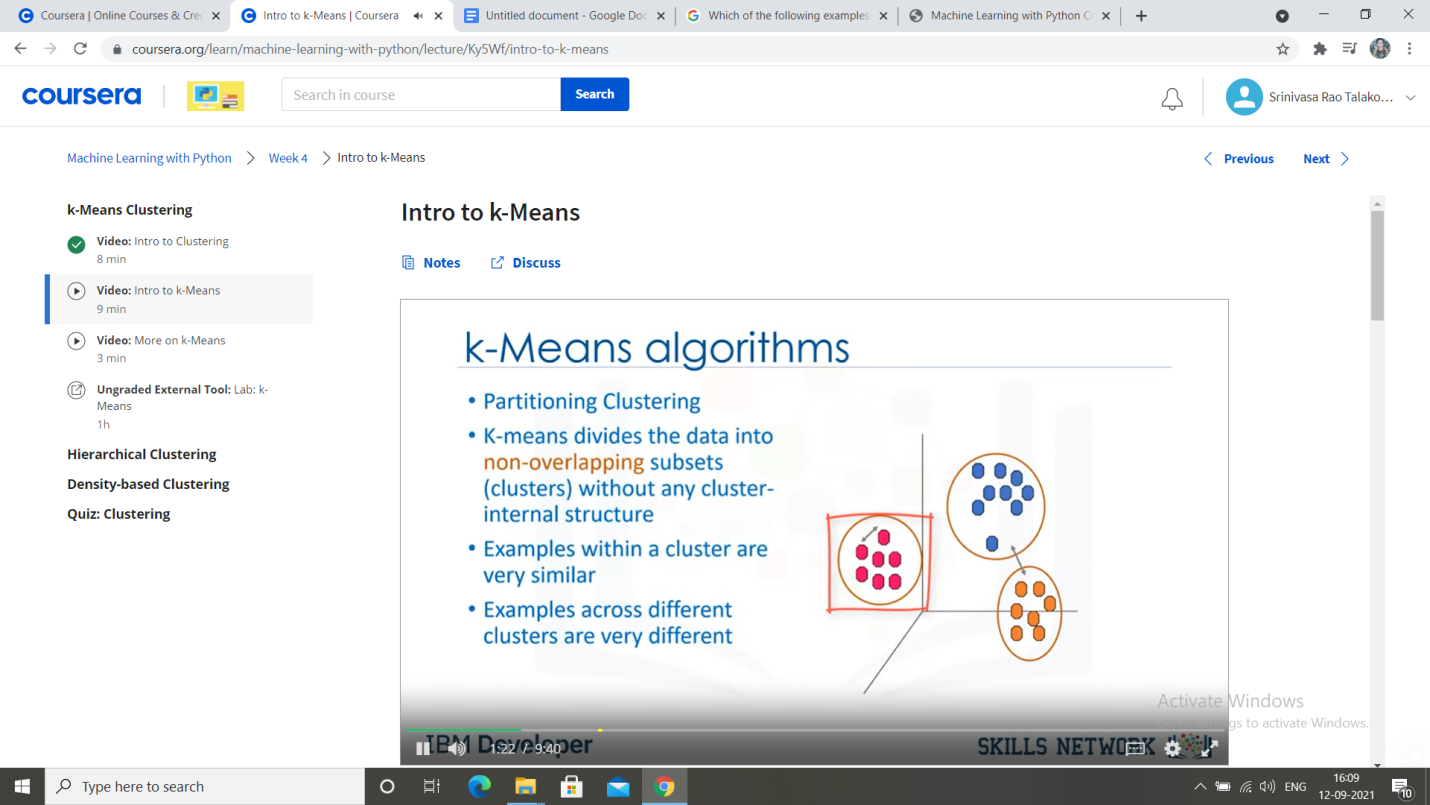 Coursera | Online Courses & Cre
Intro to k-Means | Coursera
Untitled document - Google Doc
Which of the following examples
Machine Learning with Python Co
coursera.org/learn/machine-learning-with-python/lecture/Ky5Wf/intro-to-k-means
coursera
Search in course
Search
Srinivasa Rao Talako...
Machine Learning with Python
Week 4
Intro to k-Means
Previous
Next
k-Means Clustering
Video: Intro to Clustering
8 min
Video: Intro to k-Means
9 min
Video: More on k-Means
3 min
Ungraded External Tool: Lab: k-
Means
1h
Hierarchical Clustering
Density-based Clustering
Quiz: Clustering
Intro to k-Means
Notes
Discuss
k-Means algorithms
• Partitioning Clustering
• K-means divides the data into
non-overlapping subsets
(clusters) without any cluster-
internal structure
• Examples within a cluster are
very similar
• Examples across different
clusters are very different
Activate Windows
to activate Windows.
IBM Developer
1:22 / 9:40
SKILLS NETWORK
Type here to search
ENG
16:09
12-09-2021
10